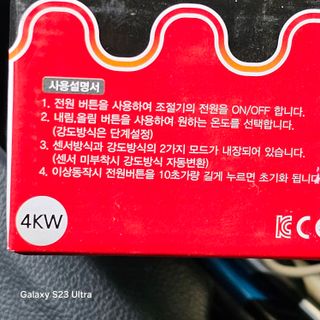 사용설명서
1. 전원 버튼을 사용하여 조절기의 전원을 ON/OFF 합니다.
2. 내림,올림 버튼을 사용하여 원하는 온도를 선택합니다.
(강도방식은 단계설정)
3. 센서방식과 강도방식의 2가지 모드가 내장되어 있습니다.
(센서 미부착시 강도방식 자동변환)
4. 이상동작시 전원버튼을 10초가량 길게 누르면 초기화 됩니다
4KW
Galaxy S23 Ultra